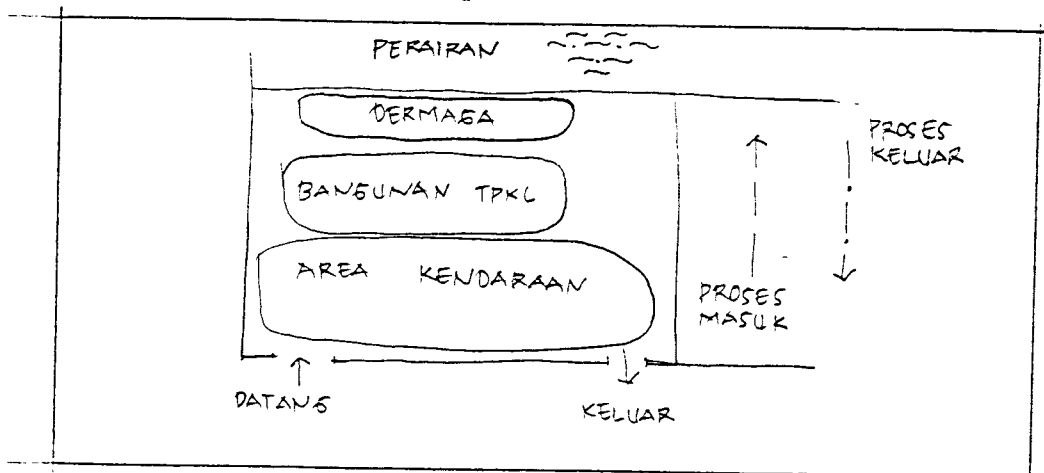 PERAIRAN
DERMAGA
BANGUNAN TPKL
AREA KENDARAAN
PROSES
KELUAR
PROSES
MASUK
DATANG
KELUAR